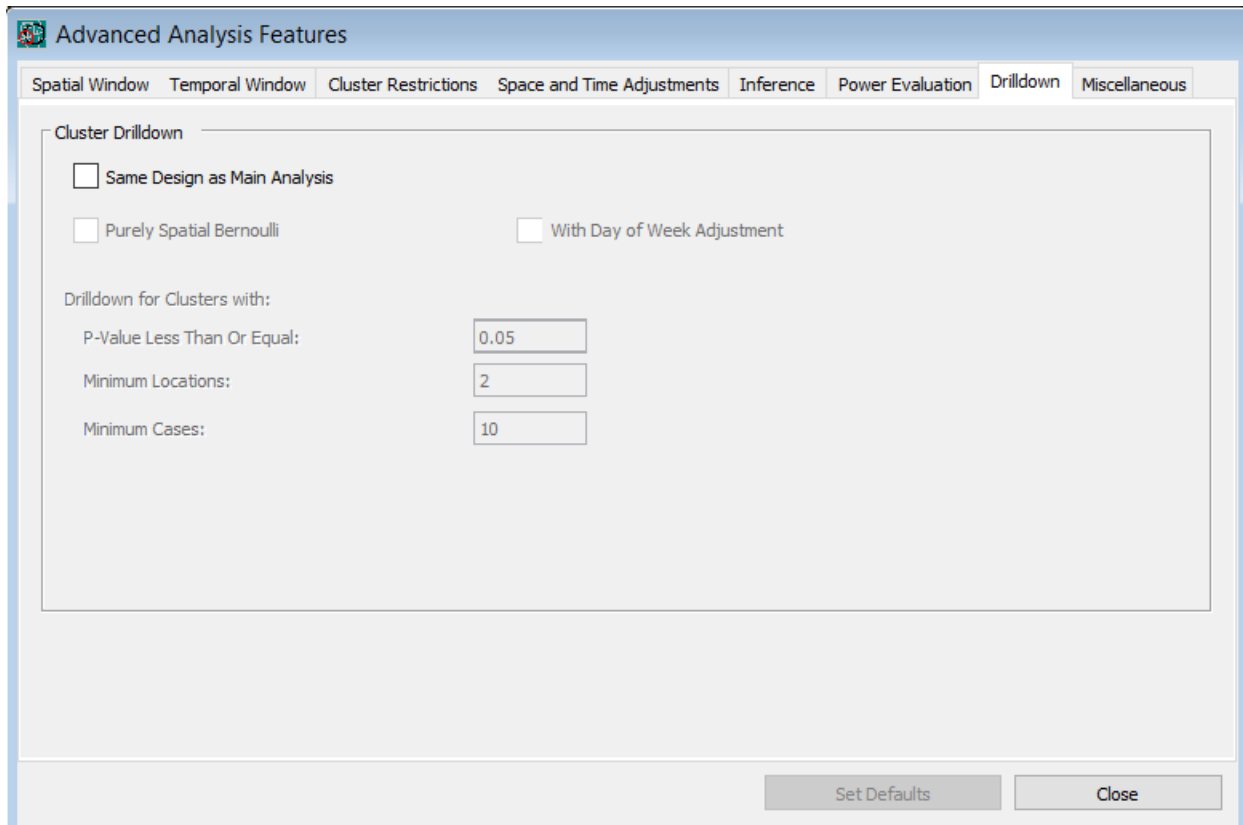 Advanced Analysis Features
Spatial Window Temporal Window Cluster Restrictions Space and Time Adjustments Inference Power Evaluation Drilldown Miscellaneous
Cluster Drilldown
Same Design as Main Analysis
Purely Spatial Bernoulli With Day of Week Adjustment
Drilldown for Clusters with:
P-Value Less Than Or Equal: 0.05
Minimum Locations: 2
Minimum Cases: 10
Set Defaults Close